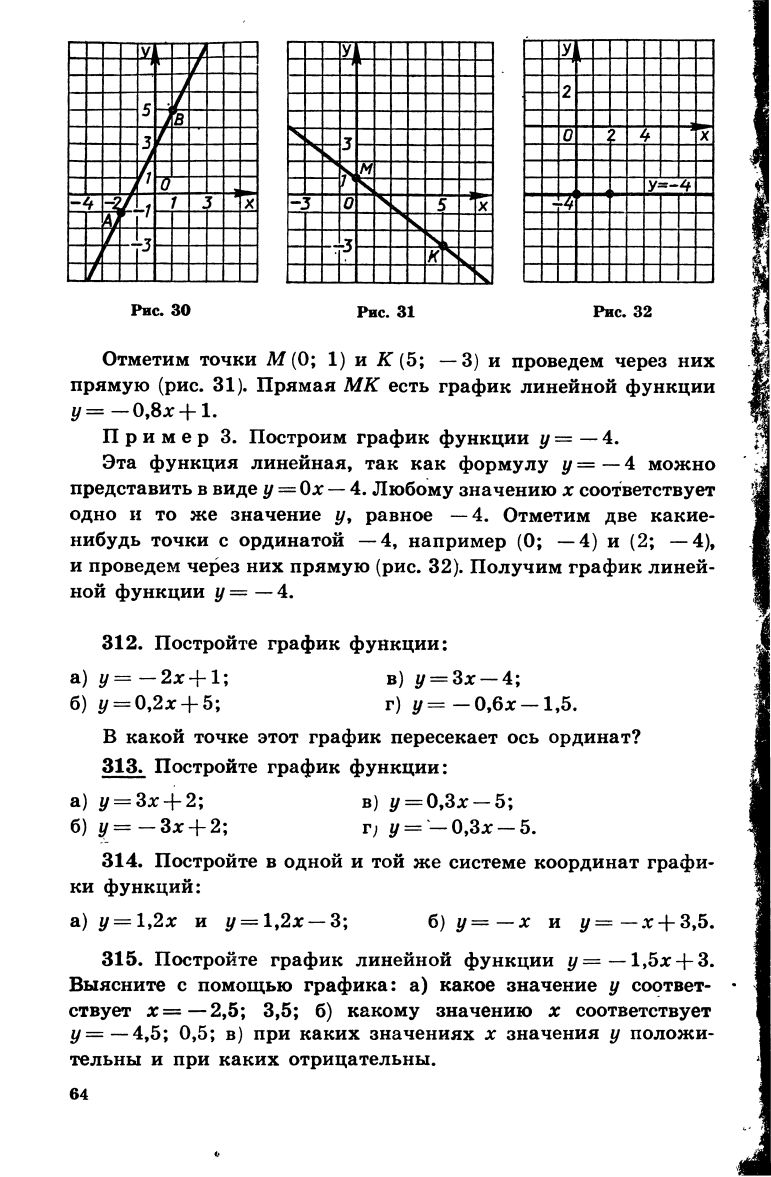 y
5
B
3
1
0
-4 -2 1 3 x
A -1
-3
y
3
M
1
-3 0 5 x
-3
K
y
2
0 2 4 x
y=-4
-4
Рис. 30 Рис. 31 Рис. 32
Отметим точки M (0; 1) и K (5; —3) и проведем через них
прямую (рис. 31). Прямая MK есть график линейной функции
y = —0,8x + 1.
Пример 3. Построим график функции y = —4.
Эта функция линейная, так как формулу y = —4 можно
представить в виде y = 0x — 4. Любому значению x соответствует
одно и то же значение y, равное —4. Отметим две какие-
нибудь точки с ординатой —4, например (0; —4) и (2; —4),
и проведем через них прямую (рис. 32). Получим график линей-
ной функции y = —4.
312. Постройте график функции:
а) y = —2x + 1; в) y = 3x — 4;
б) y = 0,2x + 5; г) y = —0,6x — 1,5.
В какой точке этот график пересекает ось ординат?
313. Постройте график функции:
а) y = 3x + 2; в) y = 0,3x — 5;
б) y = —3x + 2; г) y = —0,3x — 5.
314. Постройте в одной и той же системе координат графи-
ки функций:
а) y = 1,2x и y = 1,2x — 3; б) y = —x и y = —x + 3,5.
315. Постройте график линейной функции y = —1,5x + 3.
Выясните с помощью графика: а) какое значение y соответ-
ствует x = —2,5; 3,5; б) какому значению x соответствует
y = —4,5; 0,5; в) при каких значениях x значения y положи-
тельны и при каких отрицательны.
64